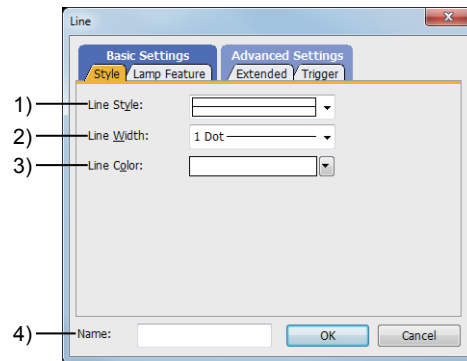 Line
Basic Settings Advanced Settings
Style Lamp Feature Extended Trigger
1) Line Style:
2) Line Width: 1 Dot
3) Line Color:
4) Name: OK Cancel